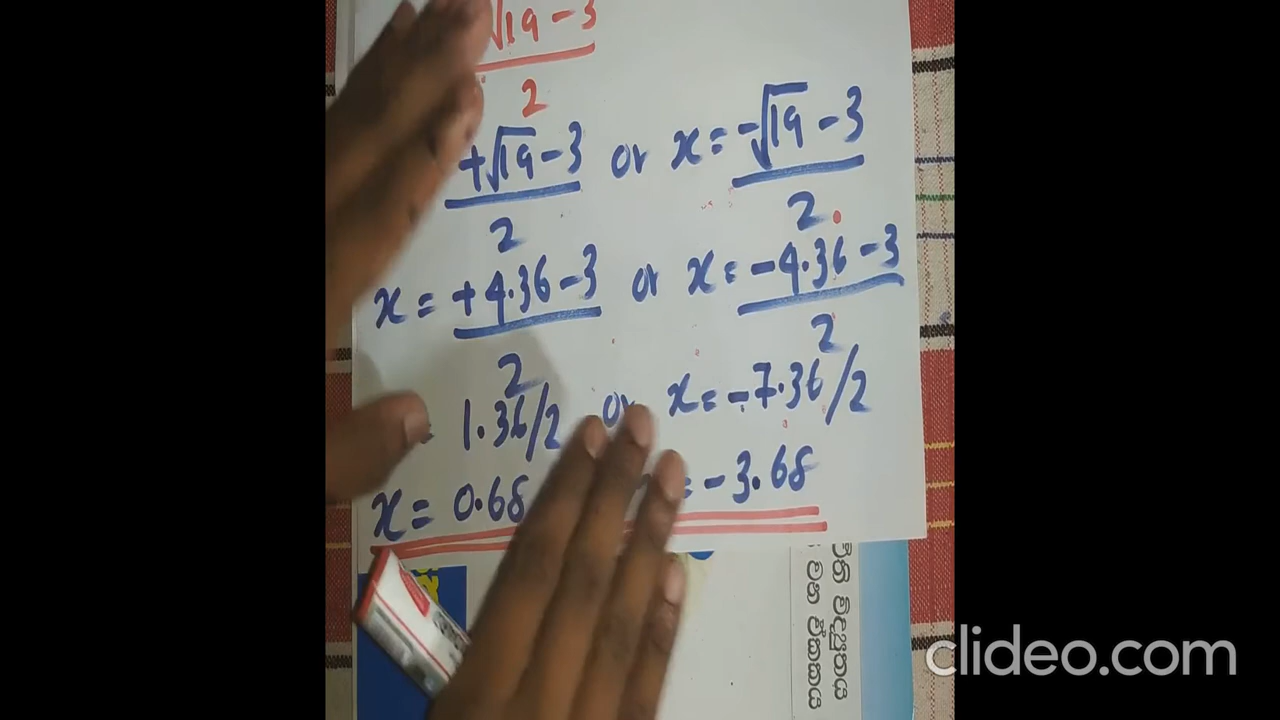 √19 - 3
2
+√19 - 3 or x = -√19 - 3
2 2
x = +4.36 - 3 or x = -4.36 - 3
2 2
1.36/2 or x = -7.36/2
x = 0.68 = -3.68
clideo.com